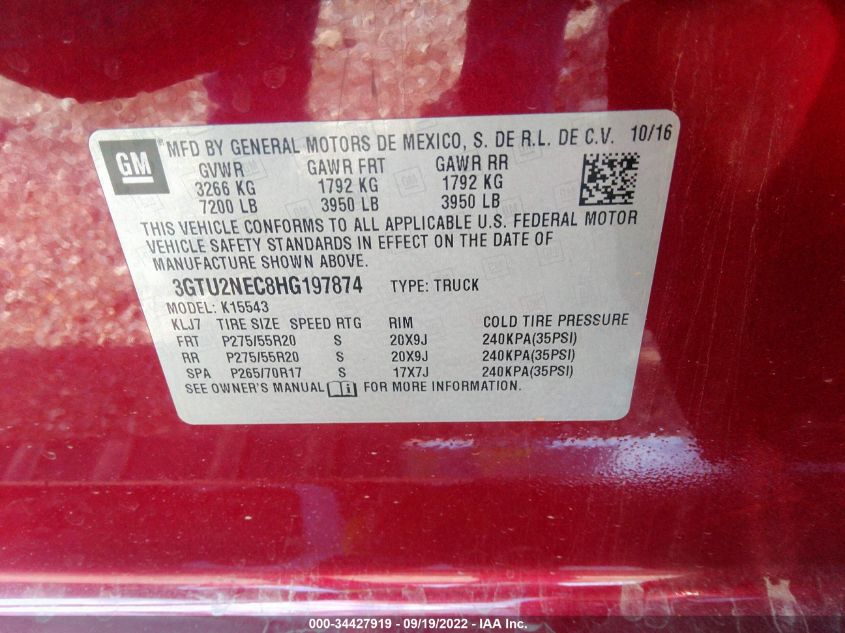 GM
® MFD BY GENERAL MOTORS DE MEXICO, S. DE R.L. DE C.V. 10/16
GVWR GAWR FRT GAWR RR
3266 KG 1792 KG 1792 KG
7200 LB 3950 LB 3950 LB
THIS VEHICLE CONFORMS TO ALL APPLICABLE U.S. FEDERAL MOTOR
VEHICLE SAFETY STANDARDS IN EFFECT ON THE DATE OF
MANUFACTURE SHOWN ABOVE.
3GTU2NEC8HG197874 TYPE: TRUCK
MODEL: K15543
KLJ7 TIRE SIZE SPEED RTG RIM COLD TIRE PRESSURE
FRT P275/55R20 S 20X9J 240KPA(35PSI)
RR P275/55R20 S 20X9J 240KPA(35PSI)
SPA P265/70R17 S 17X7J 240KPA(35PSI)
SEE OWNER'S MANUAL FOR MORE INFORMATION.
000-34427919 - 09/19/2022 - IAA Inc.